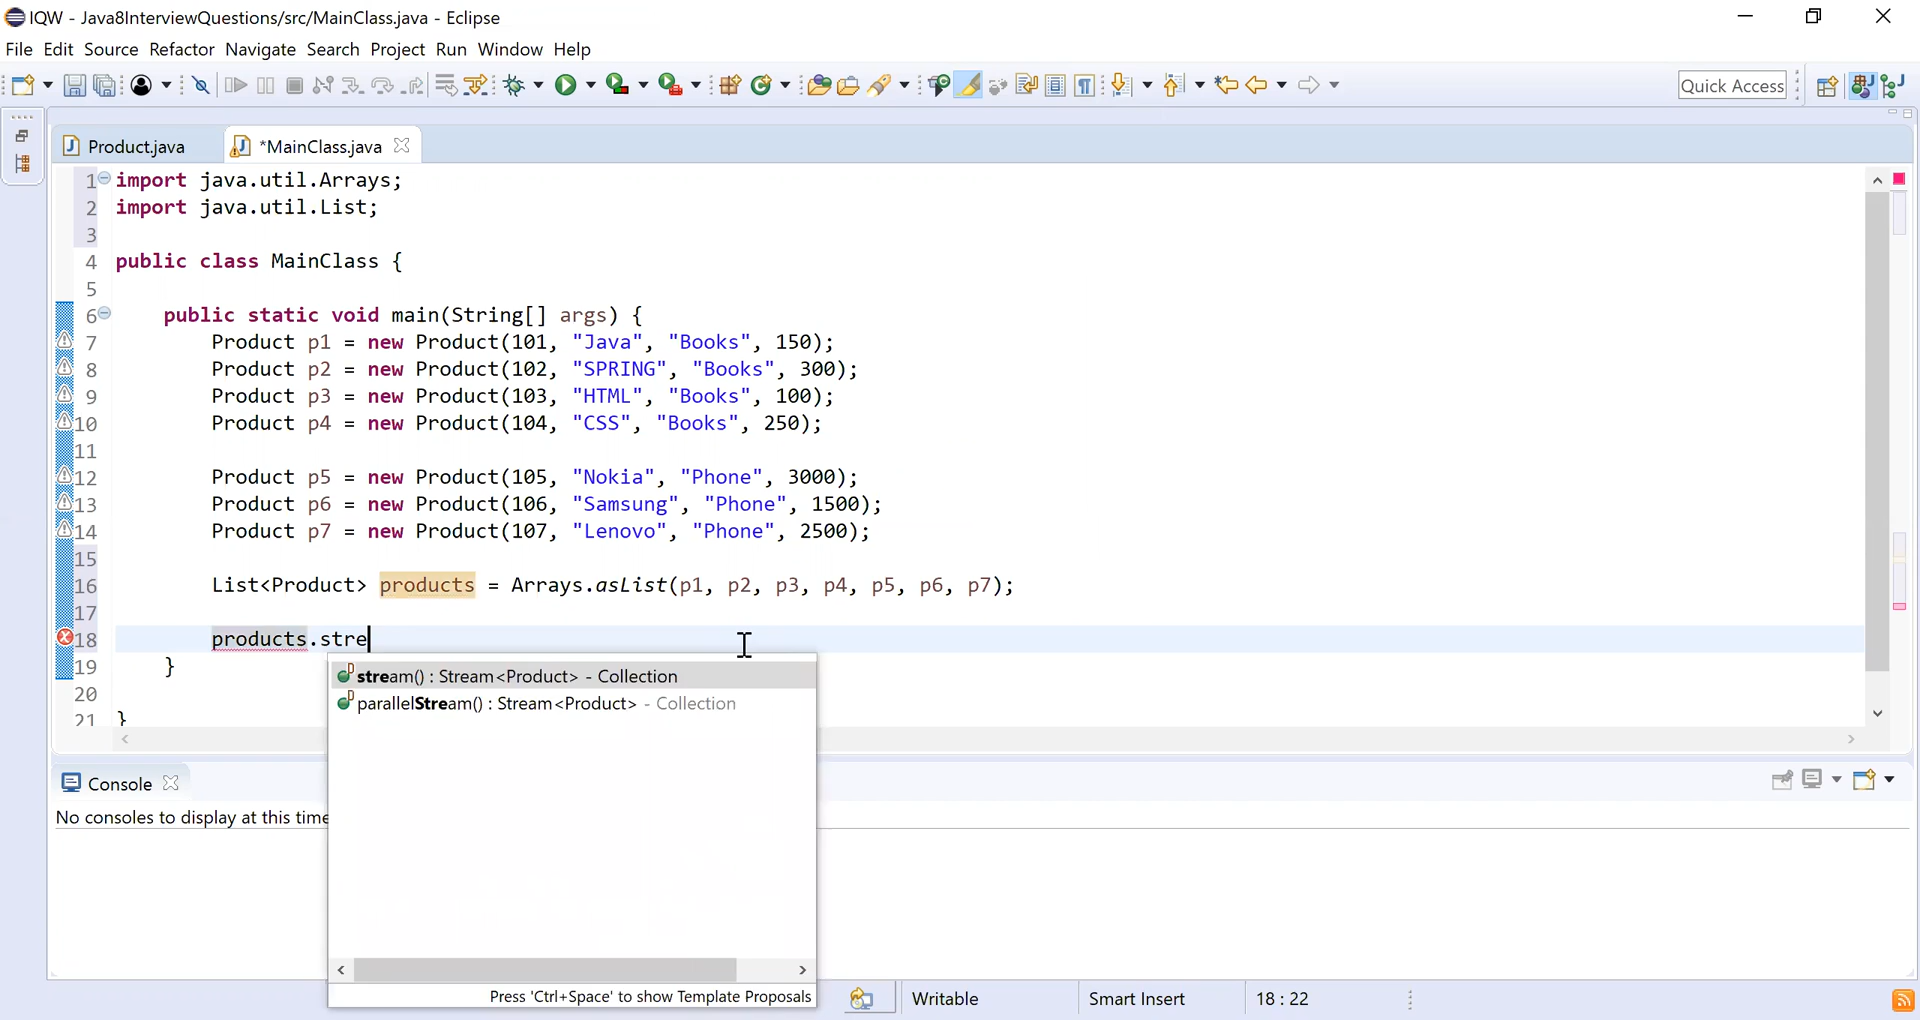 IQW - Java8InterviewQuestions/src/MainClass.java - Eclipse
File Edit Source Refactor Navigate Search Project Run Window Help
Quick Access
Product.java
*MainClass.java
1 import java.util.Arrays;
2 import java.util.List;
3
4 public class MainClass {
5
6 public static void main(String[] args) {
7 Product p1 = new Product(101, "Java", "Books", 150);
8 Product p2 = new Product(102, "SPRING", "Books", 300);
9 Product p3 = new Product(103, "HTML", "Books", 100);
10 Product p4 = new Product(104, "CSS", "Books", 250);
11
12 Product p5 = new Product(105, "Nokia", "Phone", 3000);
13 Product p6 = new Product(106, "Samsung", "Phone", 1500);
14 Product p7 = new Product(107, "Lenovo", "Phone", 2500);
15
16 List<Product> products = Arrays.asList(p1, p2, p3, p4, p5, p6, p7);
17
18 products.stre
19 }
20
21 }
stream() : Stream<Product> - Collection
parallelStream() : Stream<Product> - Collection
Press 'Ctrl+Space' to show Template Proposals
Console
No consoles to display at this time
Writable
Smart Insert
18 : 22